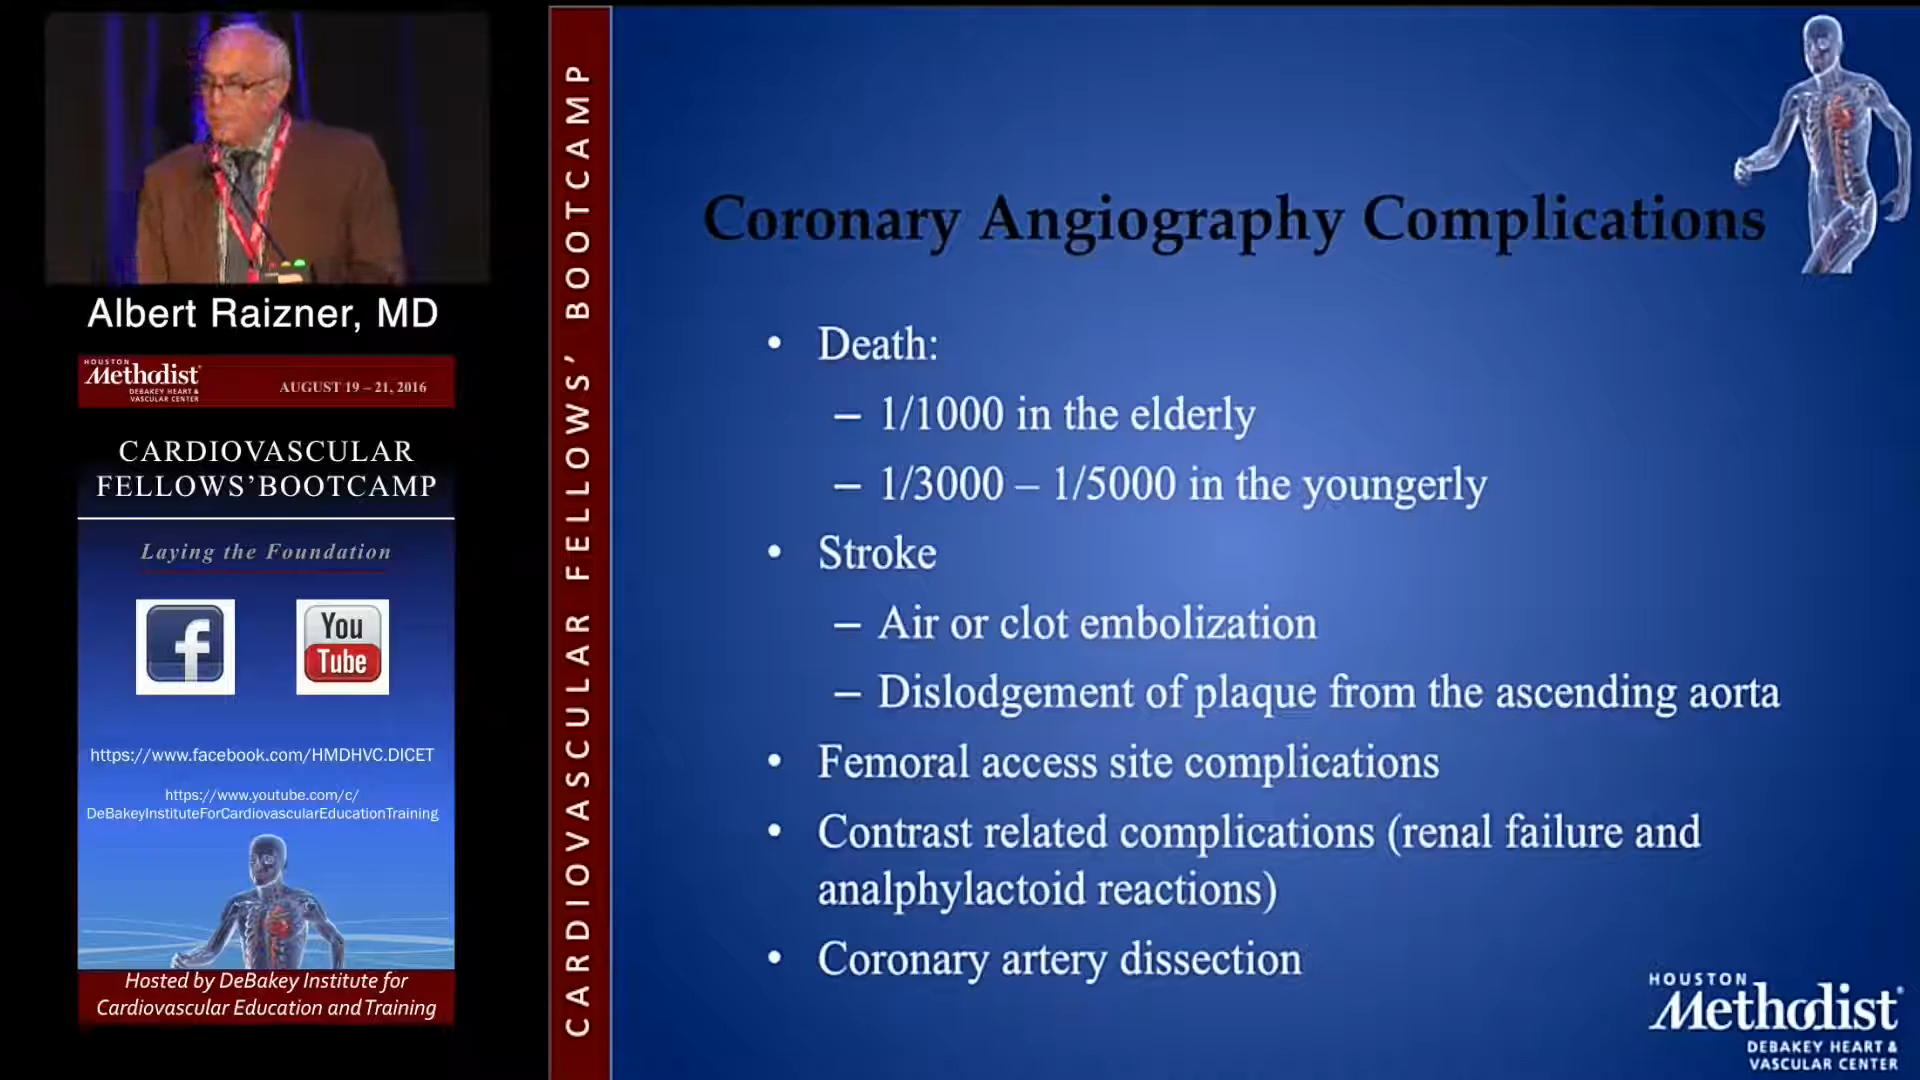 Albert Raizner, MD
HOUSTON
Methodist
DEBAKEY HEART &
VASCULAR CENTER
AUGUST 19 – 21, 2016
CARDIOVASCULAR
FELLOWS' BOOTCAMP
Laying the Foundation
f
You
Tube
https://www.facebook.com/HMDHVC.DICET
https://www.youtube.com/c/
DeBakeyInstituteForCardiovascularEducationTraining
Hosted by DeBakey Institute for
Cardiovascular Education and Training
CARDIOVASCULAR FELLOWS' BOOTCAMP
Coronary Angiography Complications
• Death:
– 1/1000 in the elderly
– 1/3000 – 1/5000 in the youngerly
• Stroke
– Air or clot embolization
– Dislodgement of plaque from the ascending aorta
• Femoral access site complications
• Contrast related complications (renal failure and
analphylactoid reactions)
• Coronary artery dissection
HOUSTON
Methodist
DEBAKEY HEART &
VASCULAR CENTER